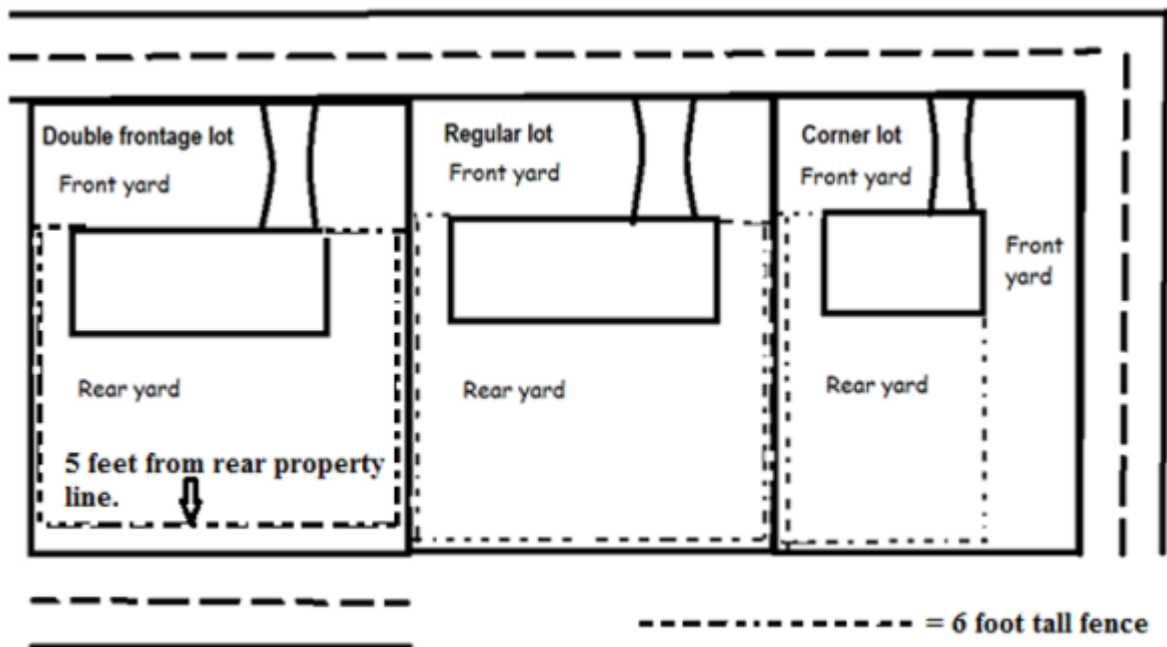 Double frontage lot
Front yard
Rear yard
5 feet from rear property
line.
Regular lot
Front yard
Rear yard
Corner lot
Front yard
Front
yard
Rear yard
= 6 foot tall fence